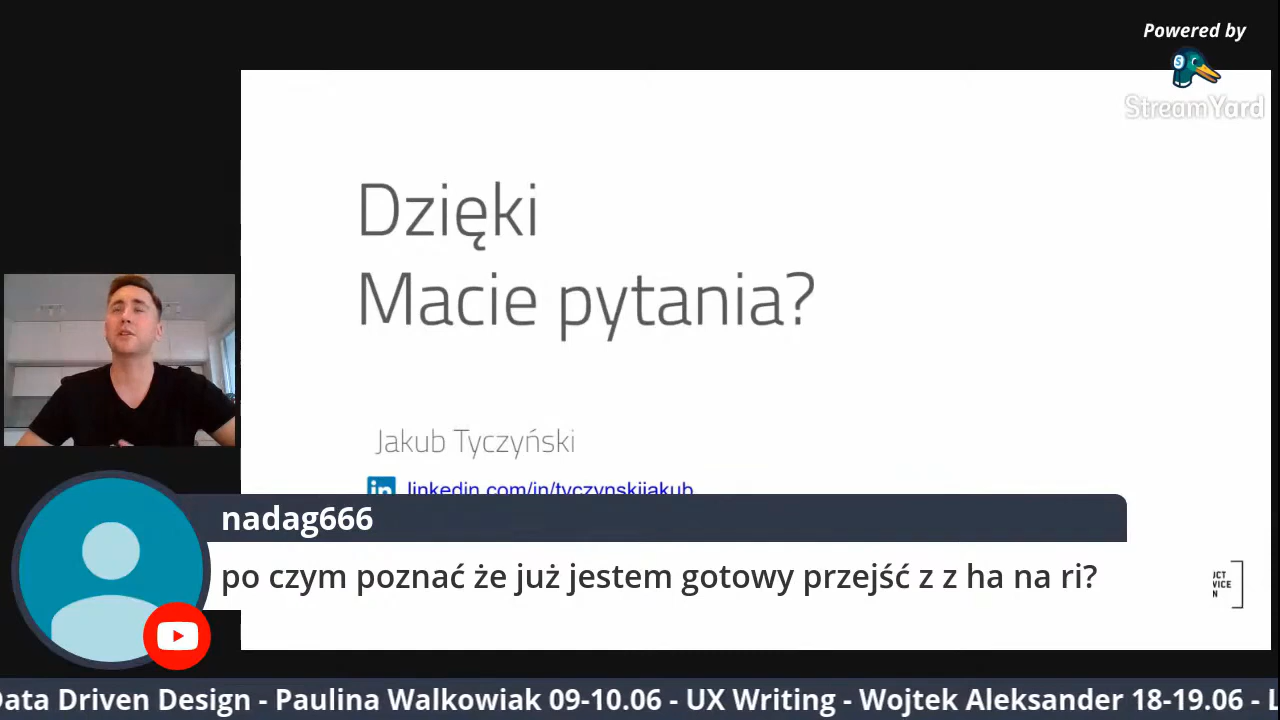 Powered by
StreamYard
Dzięki
Macie pytania?
Jakub Tyczyński
in linkedin.com/in/tyczynskijakub
nadag666
po czym poznać że już jestem gotowy przejść z z ha na ri?
Data Driven Design - Paulina Walkowiak 09-10.06 - UX Writing - Wojtek Aleksander 18-19.06 - L